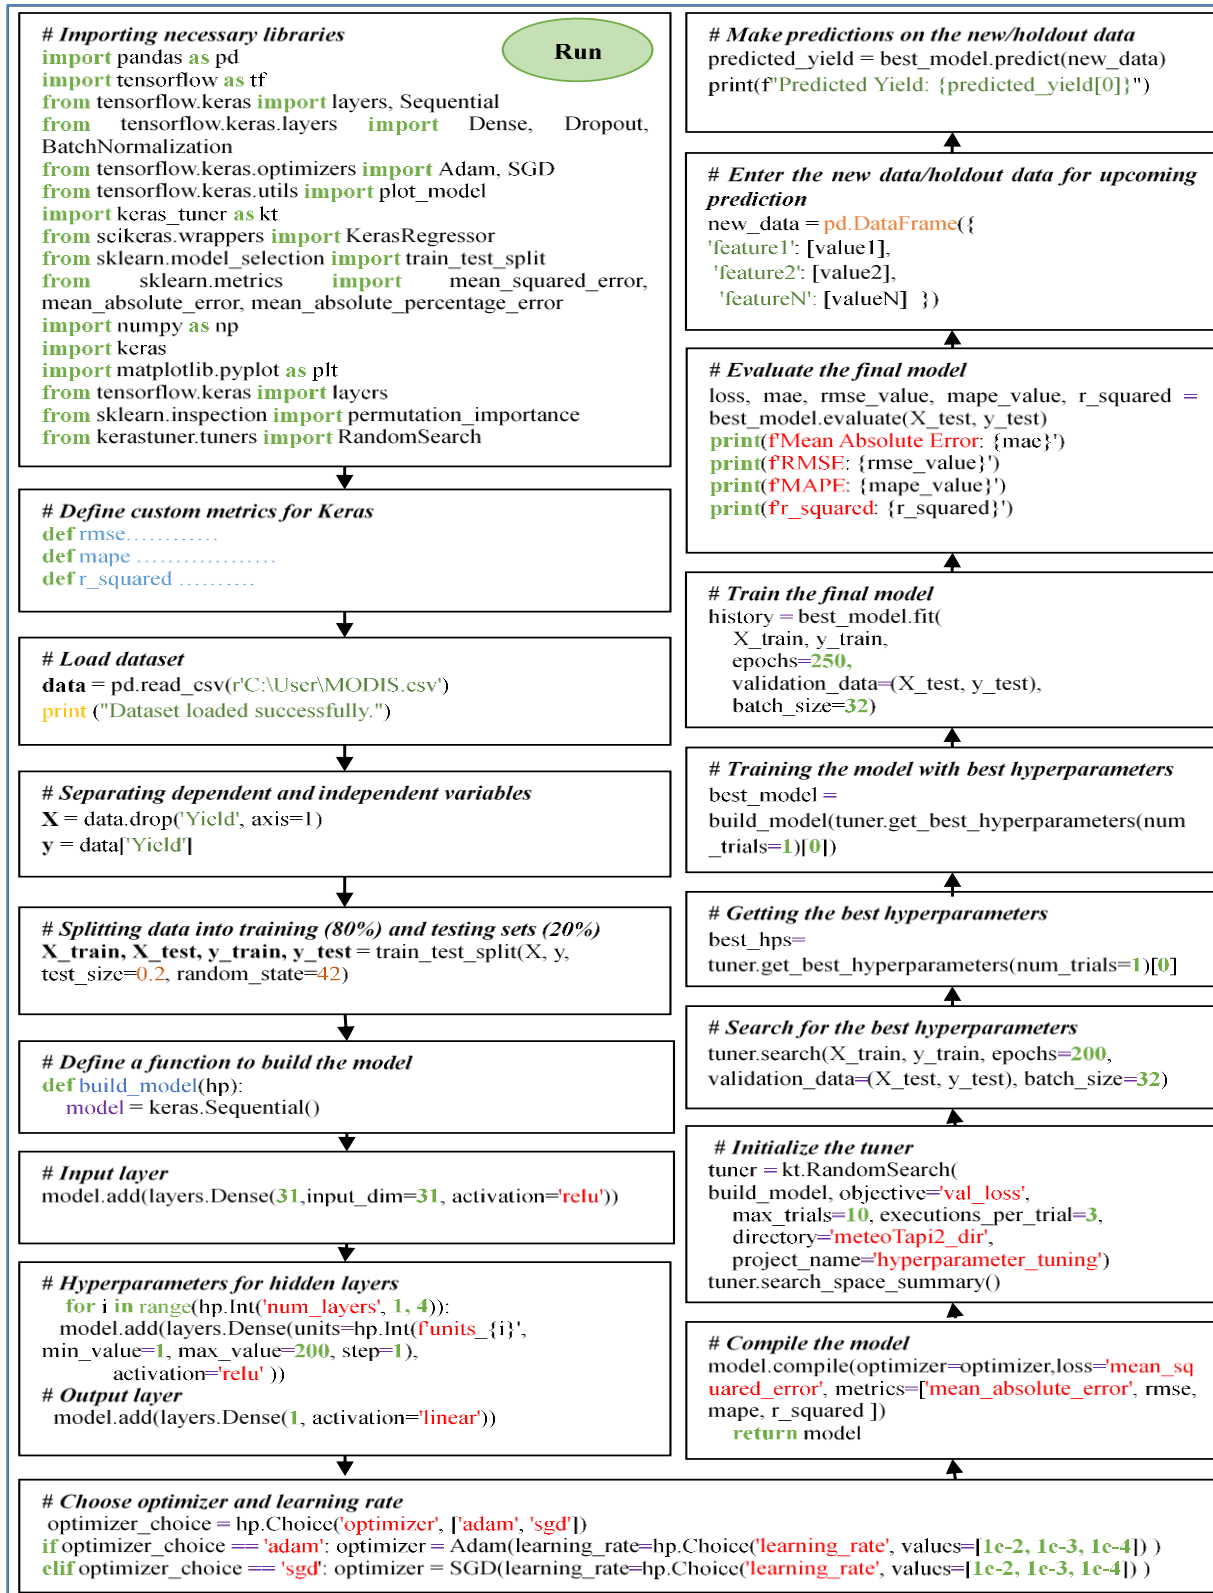 # Importing necessary libraries
Run
import pandas as pd
import tensorflow as tf
from tensorflow.keras import layers, Sequential
from tensorflow.keras.layers import Dense, Dropout,
BatchNormalization
from tensorflow.keras.optimizers import Adam, SGD
from tensorflow.keras.utils import plot_model
import keras_tuner as kt
from scikeras.wrappers import KerasRegressor
from sklearn.model_selection import train_test_split
from sklearn.metrics import mean_squared_error,
mean_absolute_error, mean_absolute_percentage_error
import numpy as np
import keras
import matplotlib.pyplot as plt
from tensorflow.keras import layers
from sklearn.inspection import permutation_importance
from kerastuner.tuners import RandomSearch
# Define custom metrics for Keras
def rmse............
def mape ..................
def r_squared ..........
# Load dataset
data = pd.read_csv(r'C:\User\MODIS.csv')
print ("Dataset loaded successfully.")
# Separating dependent and independent variables
X = data.drop('Yield', axis=1)
y = data['Yield']
# Splitting data into training (80%) and testing sets (20%)
X_train, X_test, y_train, y_test = train_test_split(X, y,
test_size=0.2, random_state=42)
# Define a function to build the model
def build_model(hp):
model = keras.Sequential()
# Input layer
model.add(layers.Dense(31,input_dim=31, activation='relu'))
# Hyperparameters for hidden layers
for i in range(hp.Int('num_layers', 1, 4)):
model.add(layers.Dense(units=hp.Int(f'units_{i}',
min_value=1, max_value=200, step=1),
activation='relu' ))
# Output layer
model.add(layers.Dense(1, activation='linear'))
# Choose optimizer and learning rate
optimizer_choice = hp.Choice('optimizer', ['adam', 'sgd'])
if optimizer_choice == 'adam': optimizer = Adam(learning_rate=hp.Choice('learning_rate', values=[1e-2, 1e-3, 1e-4]) )
elif optimizer_choice == 'sgd': optimizer = SGD(learning_rate=hp.Choice('learning_rate', values=[1e-2, 1e-3, 1e-4]) )
# Compile the model
model.compile(optimizer=optimizer,loss='mean_sq
uared_error', metrics=['mean_absolute_error', rmse,
mape, r_squared ])
return model
# Initialize the tuner
tuner = kt.RandomSearch(
build_model, objective='val_loss',
max_trials=10, executions_per_trial=3,
directory='meteoTapi2_dir',
project_name='hyperparameter_tuning')
tuner.search_space_summary()
# Search for the best hyperparameters
tuner.search(X_train, y_train, epochs=200,
validation_data=(X_test, y_test), batch_size=32)
# Getting the best hyperparameters
best_hps=
tuner.get_best_hyperparameters(num_trials=1)[0]
# Training the model with best hyperparameters
best_model =
build_model(tuner.get_best_hyperparameters(num
_trials=1)[0])
# Train the final model
history = best_model.fit(
X_train, y_train,
epochs=250,
validation_data=(X_test, y_test),
batch_size=32)
# Evaluate the final model
loss, mae, rmse_value, mape_value, r_squared =
best_model.evaluate(X_test, y_test)
print(f'Mean Absolute Error: {mae}')
print(f'RMSE: {rmse_value}')
print(f'MAPE: {mape_value}')
print(f'r_squared: {r_squared}')
# Enter the new data/holdout data for upcoming
prediction
new_data = pd.DataFrame({
'feature1': [value1],
'feature2': [value2],
'featureN': [valueN] })
# Make predictions on the new/holdout data
predicted_yield = best_model.predict(new_data)
print(f"Predicted Yield: {predicted_yield[0]}")